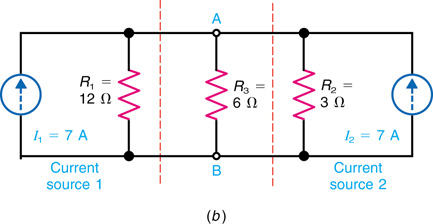 A
R₁ =
12 Ω
R₃ =
6 Ω
R₂ =
3 Ω
I₁ = 7 A
I₂ = 7 A
B
Current
source 1
Current
source 2
(b)